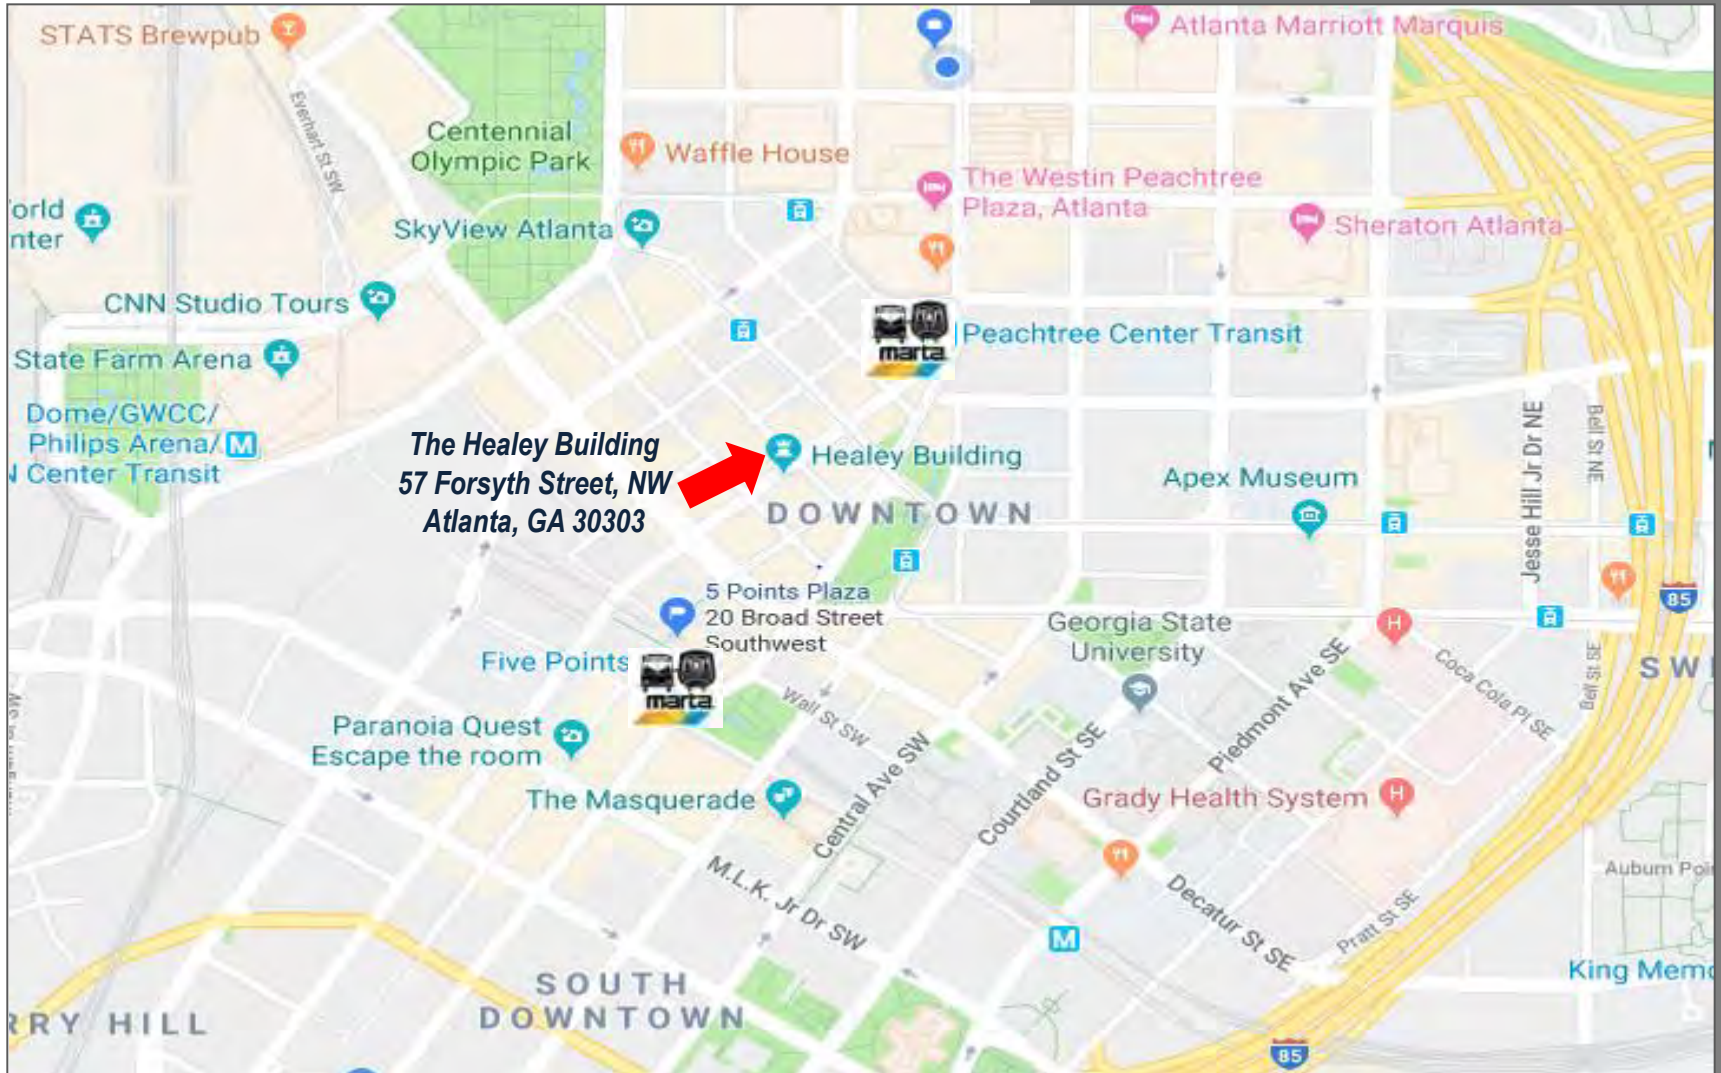 STATS Brewpub
Atlanta Marriott Marquis
Everhart St SW
Centennial
Olympic Park
Waffle House
The Westin Peachtree
Plaza, Atlanta
orld
nter
SkyView Atlanta
Sheraton Atlanta
CNN Studio Tours
marta
Peachtree Center Transit
State Farm Arena
Dome/GWCC/
Philips Arena/ M
Center Transit
The Healey Building
57 Forsyth Street, NW
Atlanta, GA 30303
Healey Building
DOWNTOWN
Apex Museum
Jesse Hill Jr Dr NE
Bell St NE
5 Points Plaza
20 Broad Street
Southwest
Five Points
marta
Georgia State
University
H
85
Coca Cola Pl SE
Bell St SE
SW
Piedmont Ave SE
Wall St SW
Paranoia Quest
Escape the room
The Masquerade
Central Ave SW
Courtland St SE
Grady Health System
H
M.L.K. Jr Dr SW
Decatur St SE
Pratt St SE
Auburn Poi
M
King Mem
SOUTH
DOWNTOWN
RRY HILL
85